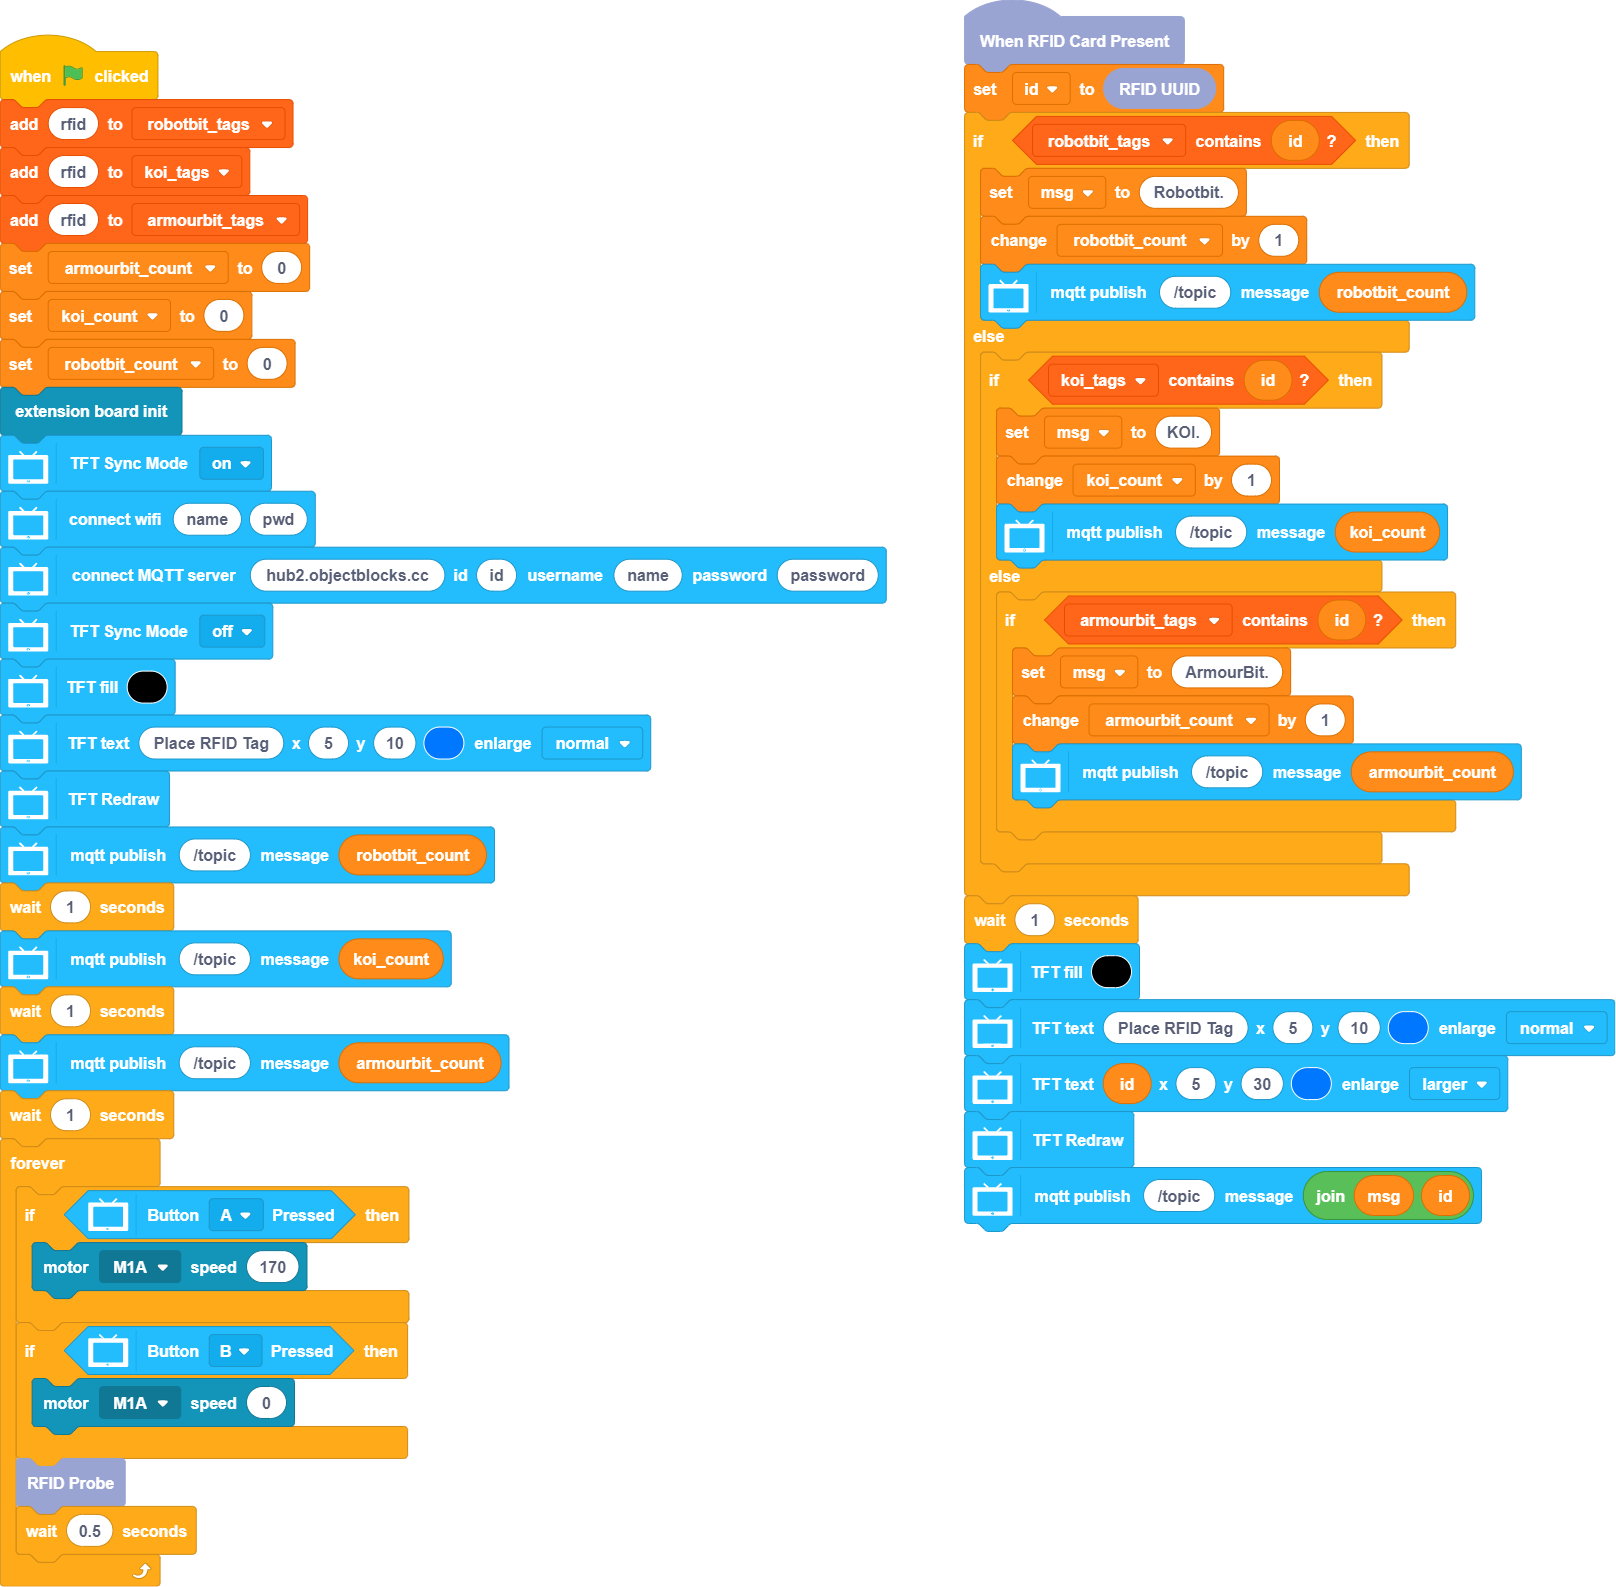 when clicked
add rfid to robotbit_tags
add rfid to koi_tags
add rfid to armourbit_tags
set armourbit_count to 0
set koi_count to 0
set robotbit_count to 0
extension board init
TFT Sync Mode on
connect wifi name pwd
connect MQTT server hub2.objectblocks.cc id id username name password password
TFT Sync Mode off
TFT fill
TFT text Place RFID Tag x 5 y 10 enlarge normal
TFT Redraw
mqtt publish /topic message robotbit_count
wait 1 seconds
mqtt publish /topic message koi_count
wait 1 seconds
mqtt publish /topic message armourbit_count
wait 1 seconds
forever
if Button A Pressed then
motor M1A speed 170
if Button B Pressed then
motor M1A speed 0
RFID Probe
wait 0.5 seconds
When RFID Card Present
set id to RFID UUID
if robotbit_tags contains id ? then
set msg to Robotbit.
change robotbit_count by 1
mqtt publish /topic message robotbit_count
else
if koi_tags contains id ? then
set msg to KOI.
change koi_count by 1
mqtt publish /topic message koi_count
else
if armourbit_tags contains id ? then
set msg to ArmourBit.
change armourbit_count by 1
mqtt publish /topic message armourbit_count
wait 1 seconds
TFT fill
TFT text Place RFID Tag x 5 y 10 enlarge normal
TFT text id x 5 y 30 enlarge larger
TFT Redraw
mqtt publish /topic message join msg id